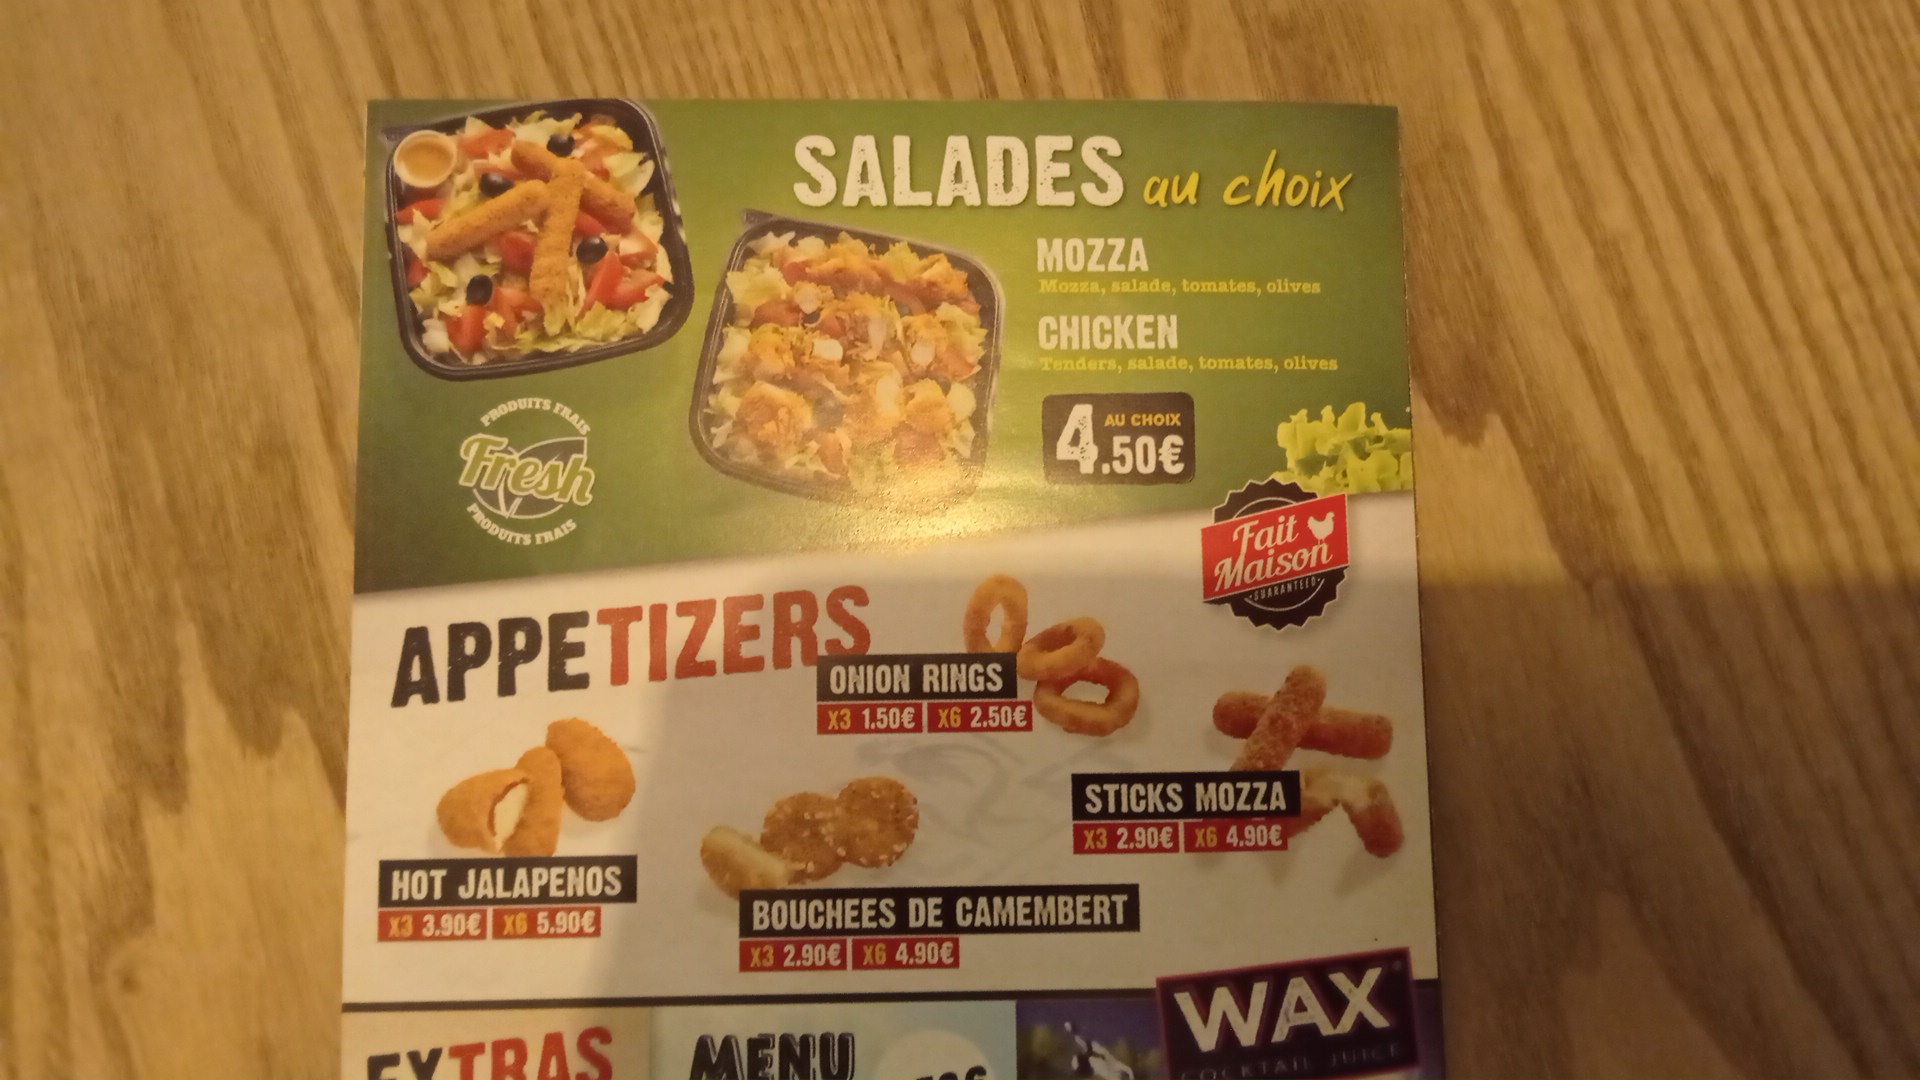 SALADES au choix
MOZZA
Mozza, salade, tomates, olives
CHICKEN
Tenders, salade, tomates, olives
4.50€ AU CHOIX
PRODUITS FRAIS
Fresh
PRODUITS FRAIS
Fait
Maison
GUARANTEED
APPETIZERS
ONION RINGS
X3 1.50€ X6 2.50€
STICKS MOZZA
X3 2.90€ X6 4.90€
HOT JALAPENOS
X3 3.90€ X6 5.90€
BOUCHEES DE CAMEMBERT
X3 2.90€ X6 4.90€
EXTRAS
MENU
WAX
COCKTAIL JUICE